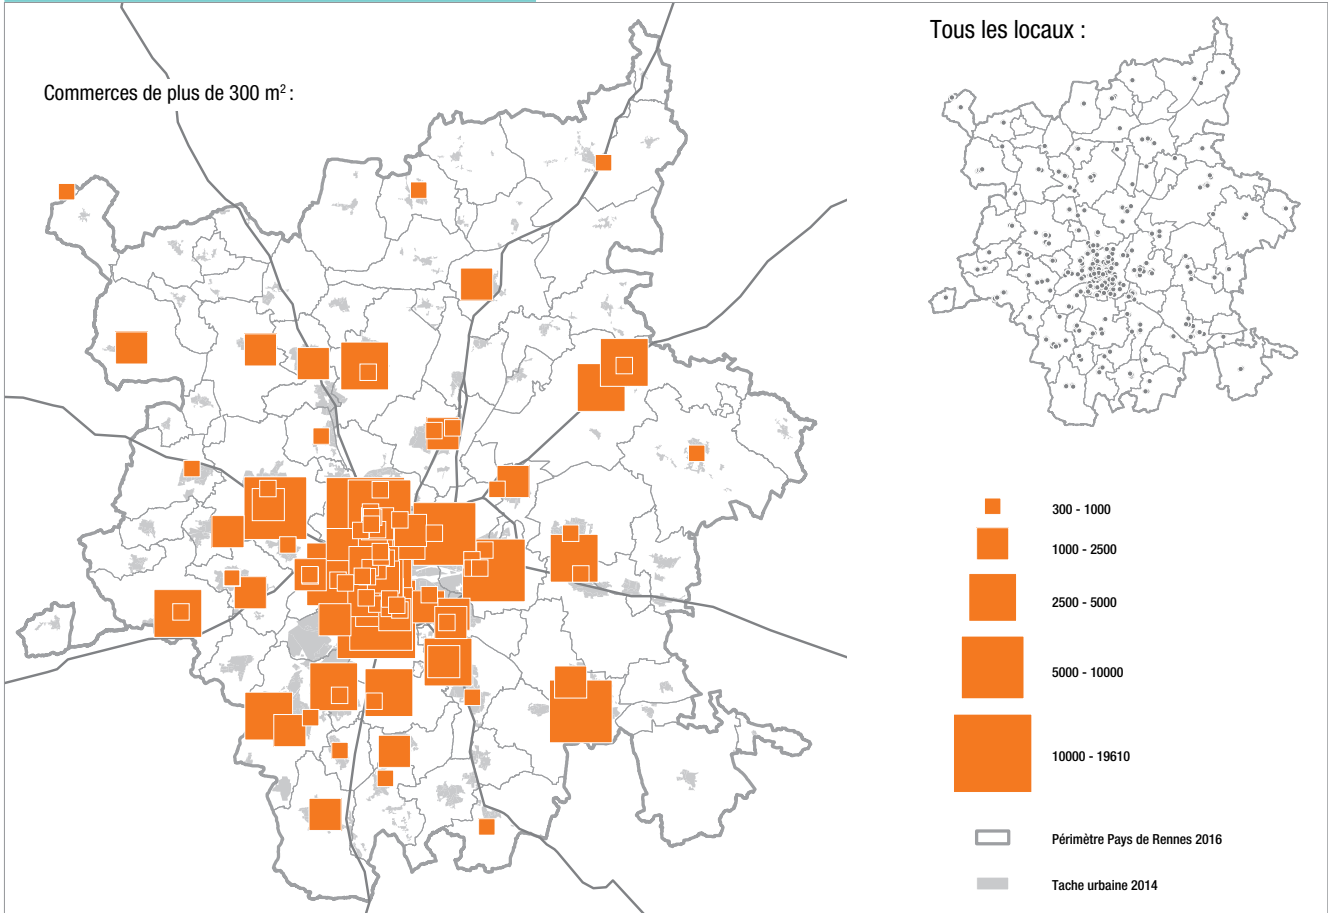 Tous les locaux :
Commerces de plus de 300 m² :
300 - 1000
1000 - 2500
2500 - 5000
5000 - 10000
10000 - 19610
Périmètre Pays de Rennes 2016
Tache urbaine 2014